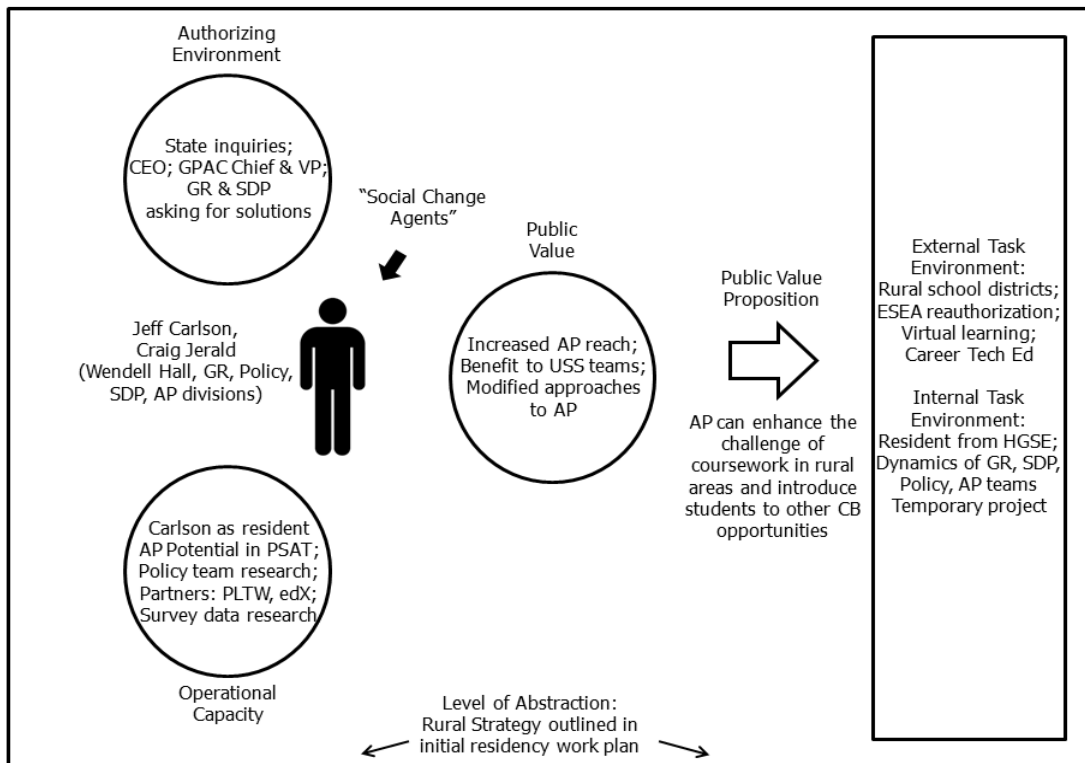 Authorizing
Environment
State inquiries;
CEO; GPAC Chief & VP;
GR & SDP
asking for solutions
"Social Change
Agents"
Jeff Carlson,
Craig Jerald
(Wendell Hall, GR, Policy,
SDP, AP divisions)
Carlson as resident
AP Potential in PSAT;
Policy team research;
Partners: PLTW, edX;
Survey data research
Operational
Capacity
Public
Value
Increased AP reach;
Benefit to USS teams;
Modified approaches
to AP
Public Value
Proposition
AP can enhance the
challenge of
coursework in rural
areas and introduce
students to other CB
opportunities
External Task
Environment:
Rural school districts;
ESEA reauthorization;
Virtual learning;
Career Tech Ed
Internal Task
Environment:
Resident from HGSE;
Dynamics of GR, SDP,
Policy, AP teams
Temporary project
Level of Abstraction:
Rural Strategy outlined in
initial residency work plan